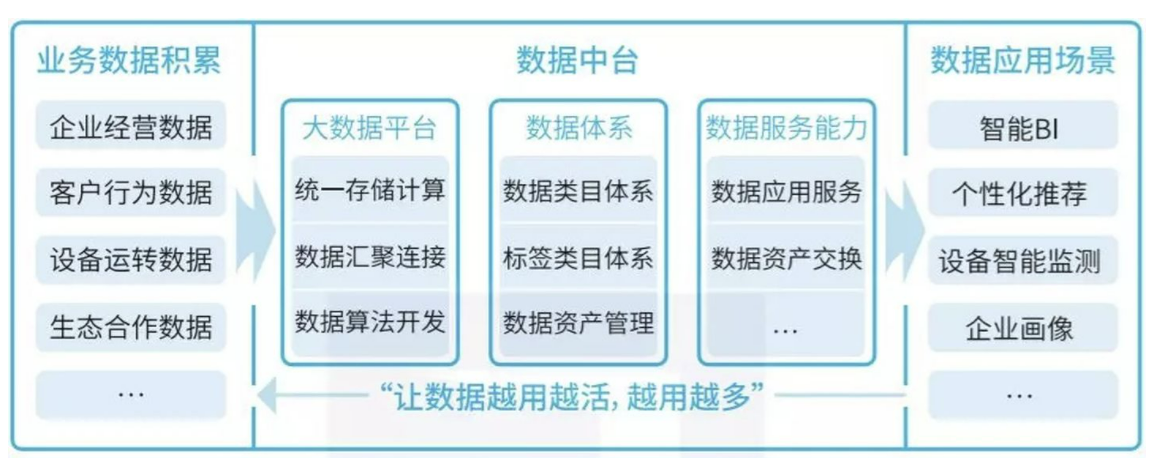 业务数据积累
企业经营数据
客户行为数据
设备运转数据
生态合作数据
…
数据中台
大数据平台
统一存储计算
数据汇聚连接
数据算法开发
数据体系
数据类目体系
标签类目体系
数据资产管理
数据服务能力
数据应用服务
数据资产交换
…
“让数据越用越活, 越用越多”
数据应用场景
智能BI
个性化推荐
设备智能监测
企业画像
…